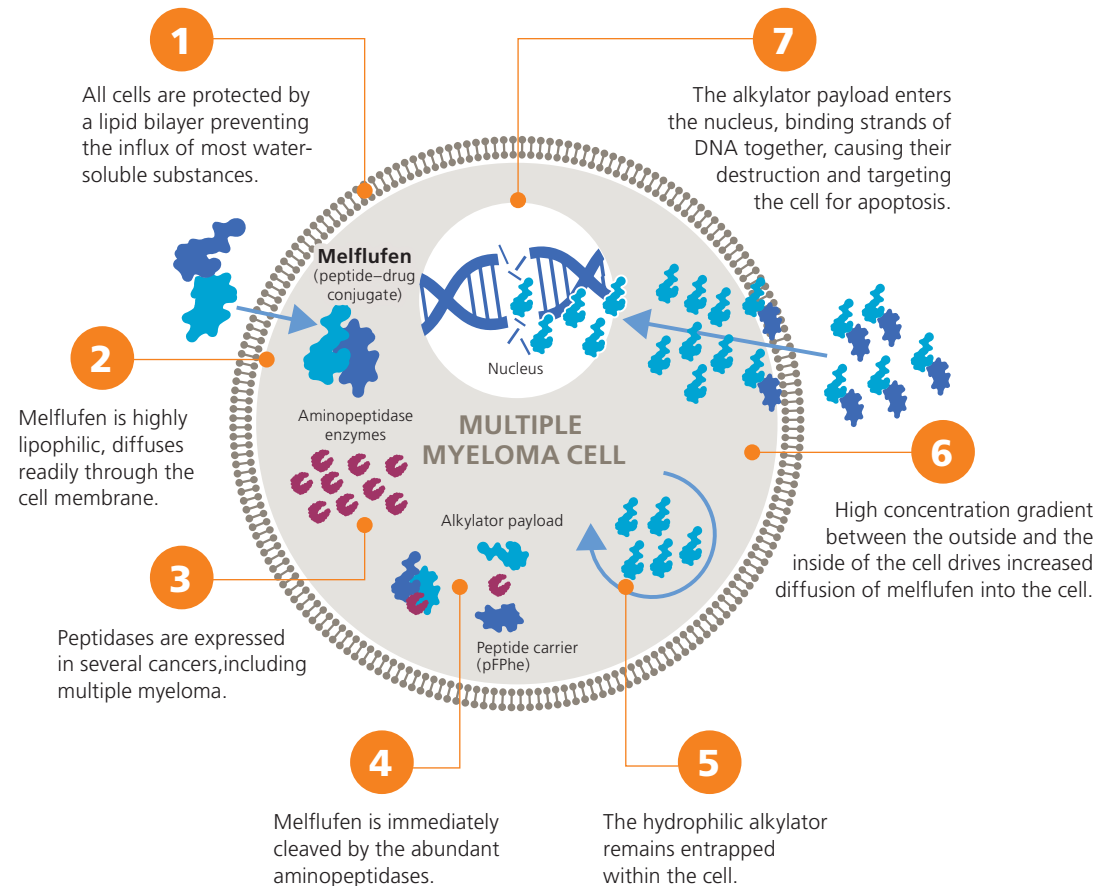 1
All cells are protected by
a lipid bilayer preventing
the influx of most water-
soluble substances.
2
Melflufen is highly
lipophilic, diffuses
readily through the
cell membrane.
3
Peptidases are expressed
in several cancers,including
multiple myeloma.
4
Melflufen is immediately
cleaved by the abundant
aminopeptidases.
5
The hydrophilic alkylator
remains entrapped
within the cell.
6
High concentration gradient
between the outside and the
inside of the cell drives increased
diffusion of melflufen into the cell.
7
The alkylator payload enters
the nucleus, binding strands of
DNA together, causing their
destruction and targeting
the cell for apoptosis.
Melflufen
(peptide–drug
conjugate)
Nucleus
Aminopeptidase
enzymes
MULTIPLE
MYELOMA CELL
Alkylator payload
Peptide carrier
(pFPhe)